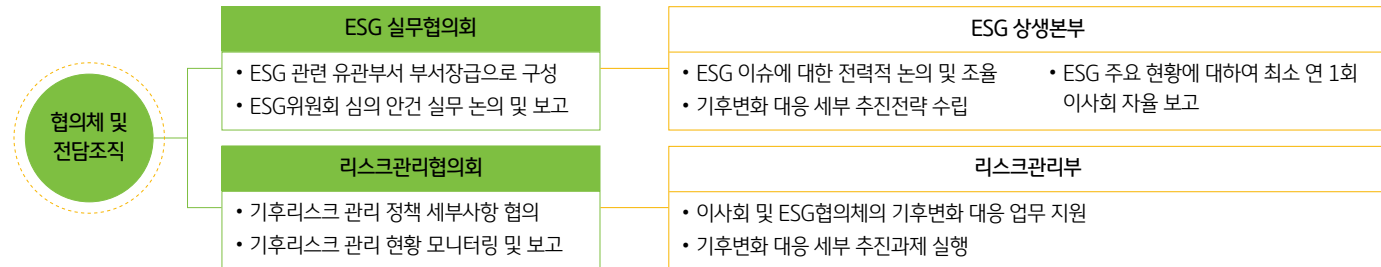 협의체 및
전담조직
ESG 실무협의회
• ESG 관련 유관부서 부서장급으로 구성
• ESG위원회 심의 안건 실무 논의 및 보고
ESG 상생본부
• ESG 이슈에 대한 전력적 논의 및 조율
• 기후변화 대응 세부 추진전략 수립
• ESG 주요 현황에 대하여 최소 연 1회
이사회 자율 보고
리스크관리협의회
• 기후리스크 관리 정책 세부사항 협의
• 기후리스크 관리 현황 모니터링 및 보고
리스크관리부
• 이사회 및 ESG협의체의 기후변화 대응 업무 지원
• 기후변화 대응 세부 추진과제 실행